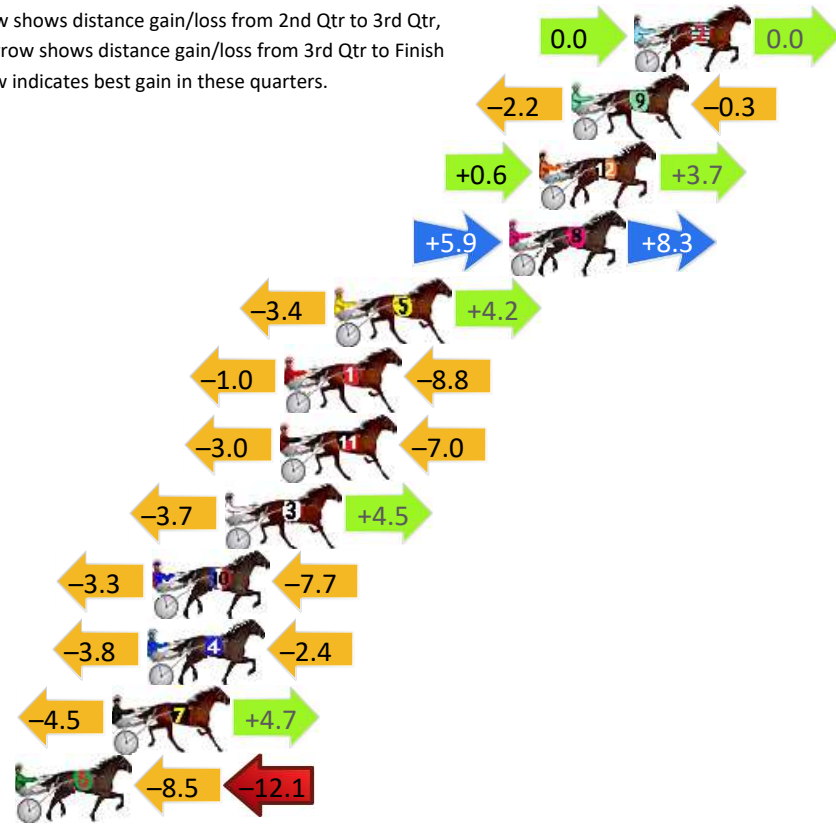 w shows distance gain/loss from 2nd Qtr to 3rd Qtr,
rrow shows distance gain/loss from 3rd Qtr to Finish
w indicates best gain in these quarters.
0.0 2 0.0
–2.2 9 –0.3
+0.6 12 +3.7
+5.9 8 +8.3
–3.4 5 +4.2
–1.0 1 –8.8
–3.0 11 –7.0
–3.7 3 +4.5
–3.3 10 –7.7
–3.8 4 –2.4
–4.5 7 +4.7
6 –8.5 –12.1